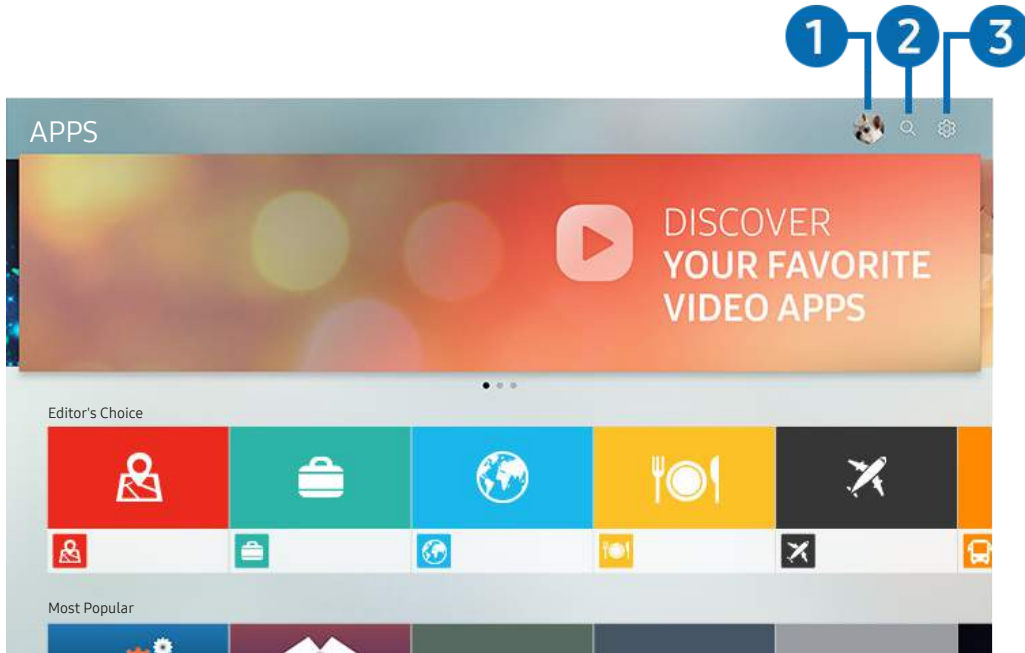 1 2 3
APPS
DISCOVER
YOUR FAVORITE
VIDEO APPS
Editor's Choice
Most Popular